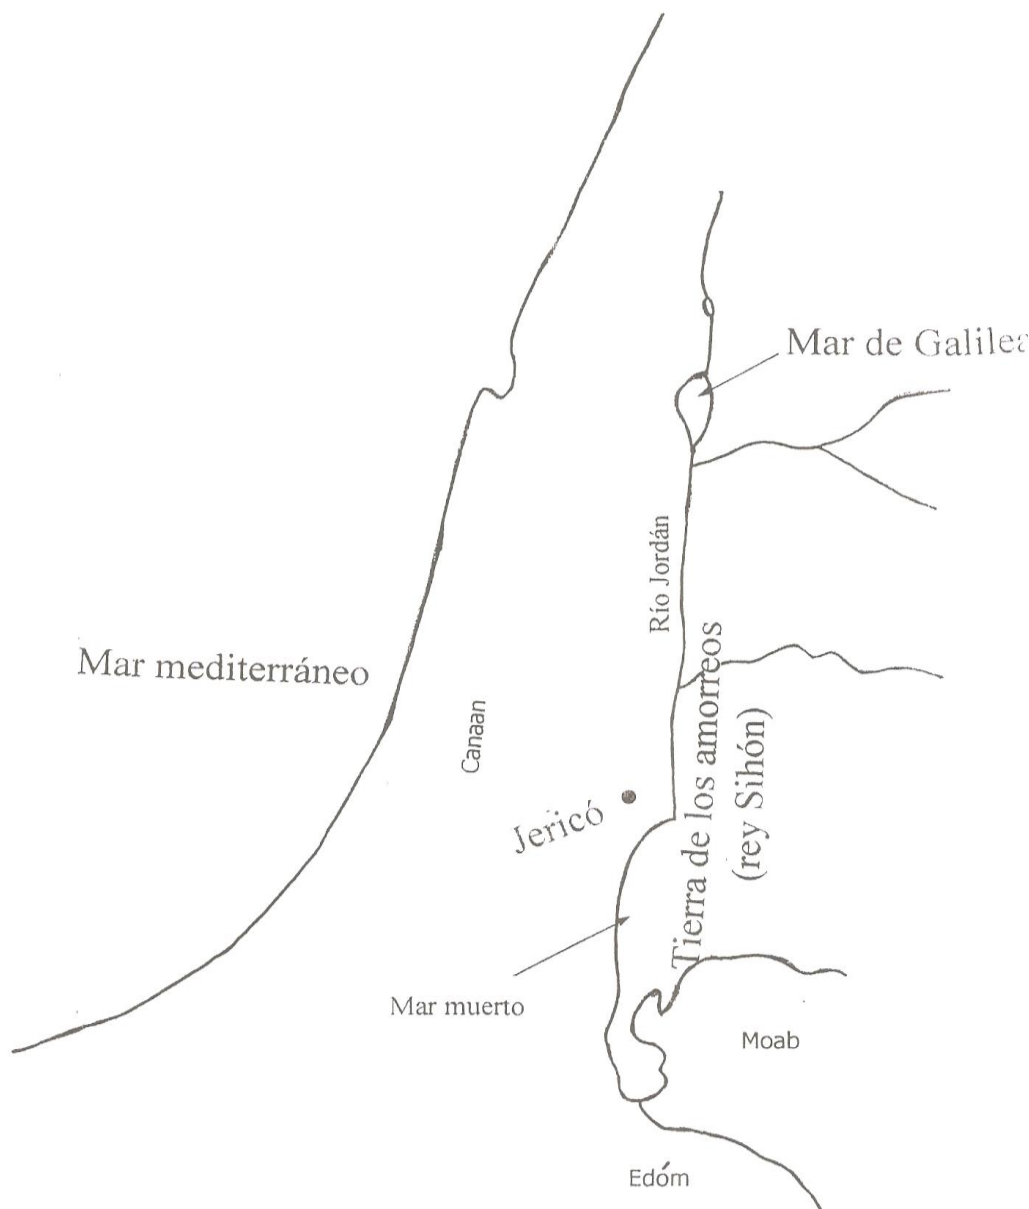 Mar de Galilea
Río Jordán
Mar mediterráneo
Canaan
Tierra de los amorreos
(rey Sihón)
Jericó
Mar muerto
Moab
Edóm